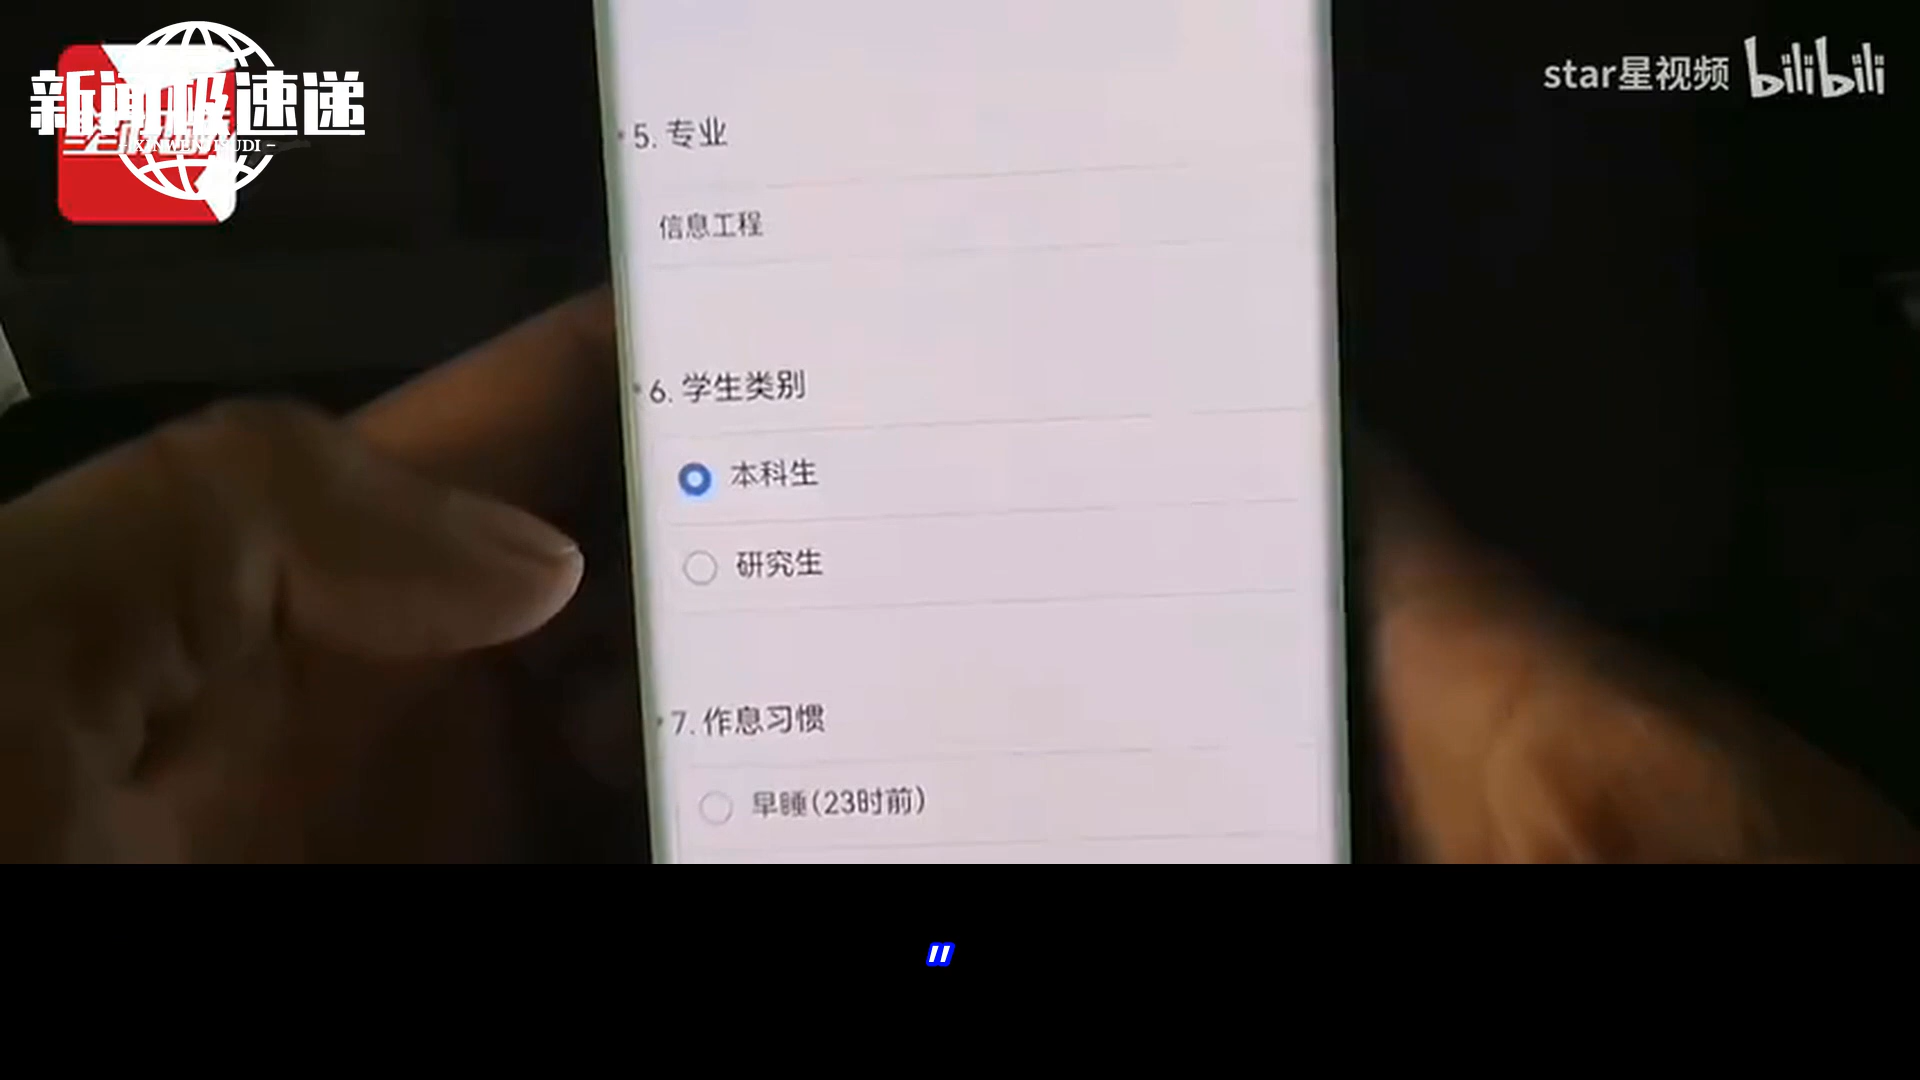 新闻极速递
star星视频 bilibili
5. 专业
信息工程
6. 学生类别
本科生
研究生
7. 作息习惯
早睡(23时前)
"